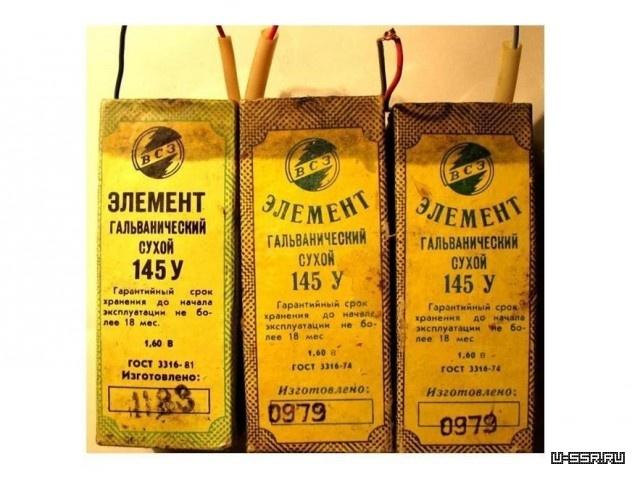 ВСЗ
ЭЛЕМЕНТ
ГАЛЬВАНИЧЕСКИЙ
СУХОЙ
145 У
Гарантийный срок
хранения до начала
эксплуатации не бо-
лее 18 мес.
1,60 В
ГОСТ 3316-81
Изготовлено:
1183
ВСЗ
ЭЛЕМЕНТ
ГАЛЬВАНИЧЕСКИЙ
СУХОЙ
145 У
Гарантийный срок
хранения до начала
эксплуатации не бо-
лее 18 мес
1,60 В
ГОСТ 3316-74
Изготовлено:
0979
ВСЗ
ЭЛЕМЕНТ
ГАЛЬВАНИЧЕСКИЙ
СУХОЙ
145 У
Гарантийный срок
хранения до начала
эксплуатации не бо-
лее 18 мес
1,60 В
ГОСТ 3316-74
Изготовлено:
0979
U-SSR.RU